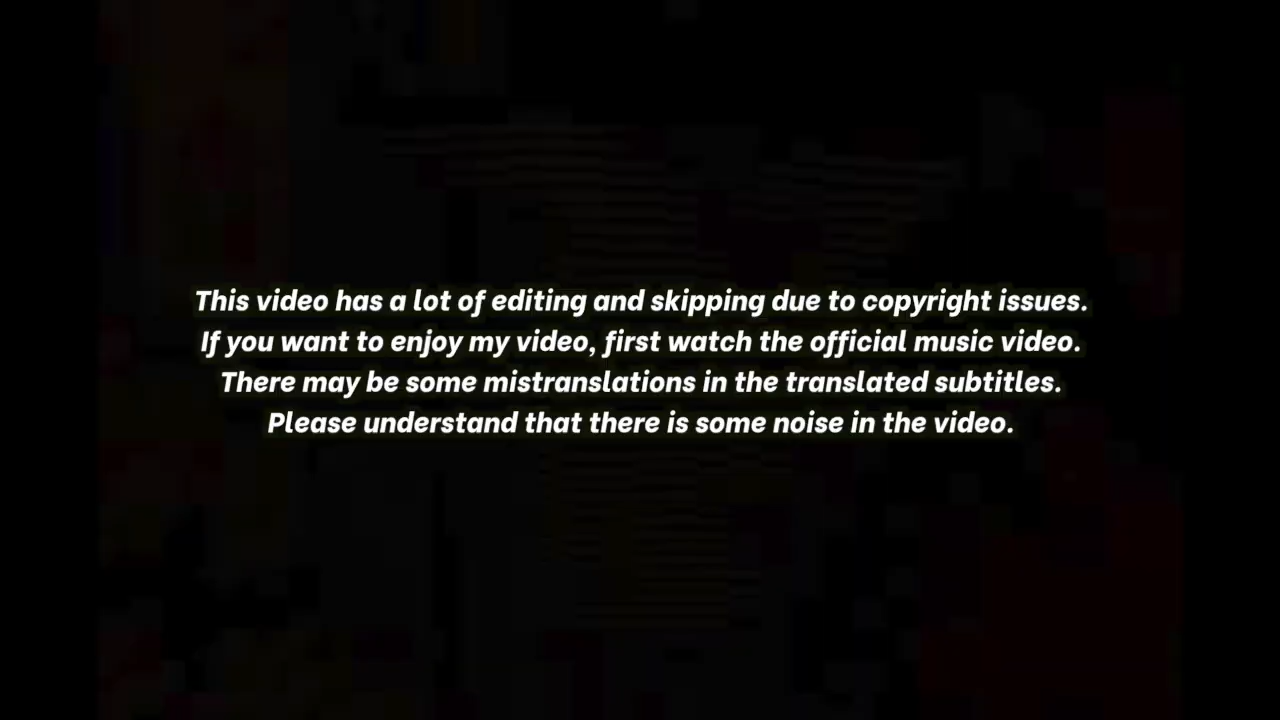 This video has a lot of editing and skipping due to copyright issues.
If you want to enjoy my video, first watch the official music video.
There may be some mistranslations in the translated subtitles.
Please understand that there is some noise in the video.